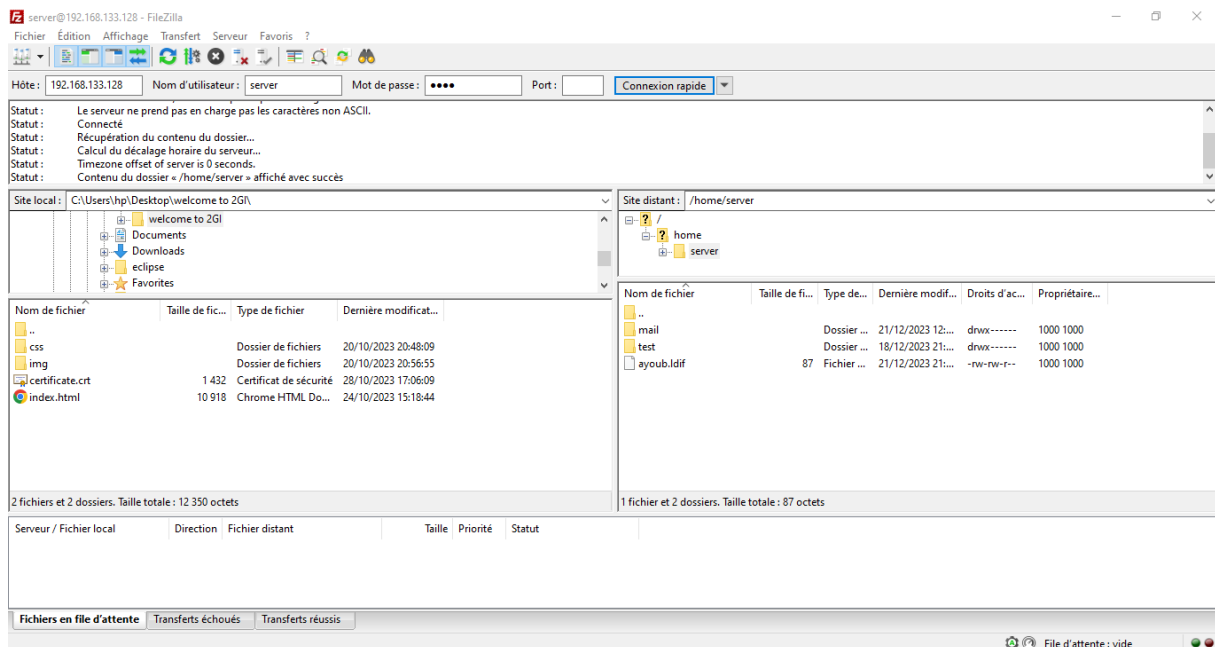 server@192.168.133.128 - FileZilla
Fichier Édition Affichage Transfert Serveur Favoris ?
Hôte : 192.168.133.128 Nom d'utilisateur : server Mot de passe : •••• Port : Connexion rapide
Statut : Le serveur ne prend pas en charge pas les caractères non ASCII.
Statut : Connecté
Statut : Récupération du contenu du dossier...
Statut : Calcul du décalage horaire du serveur...
Statut : Timezone offset of server is 0 seconds.
Statut : Contenu du dossier « /home/server » affiché avec succès
Site local : C:\Users\hp\Desktop\welcome to 2GI\
welcome to 2GI
Documents
Downloads
eclipse
Favorites
Nom de fichier Taille de fic... Type de fichier Dernière modificat...
..
css Dossier de fichiers 20/10/2023 20:48:09
img Dossier de fichiers 20/10/2023 20:56:55
certificate.crt 1 432 Certificat de sécurité 28/10/2023 17:06:09
index.html 10 918 Chrome HTML Do... 24/10/2023 15:18:44
2 fichiers et 2 dossiers. Taille totale : 12 350 octets
Site distant : /home/server
/
home
server
Nom de fichier Taille de fi... Type de... Dernière modif... Droits d'ac... Propriétaire...
..
mail Dossier ... 21/12/2023 12:... drwx------ 1000 1000
test Dossier ... 18/12/2023 21:... drwx------ 1000 1000
ayoub.ldif 87 Fichier ... 21/12/2023 21:... -rw-rw-r-- 1000 1000
1 fichier et 2 dossiers. Taille totale : 87 octets
Serveur / Fichier local Direction Fichier distant Taille Priorité Statut
Fichiers en file d'attente Transferts échoués Transferts réussis
File d'attente : vide